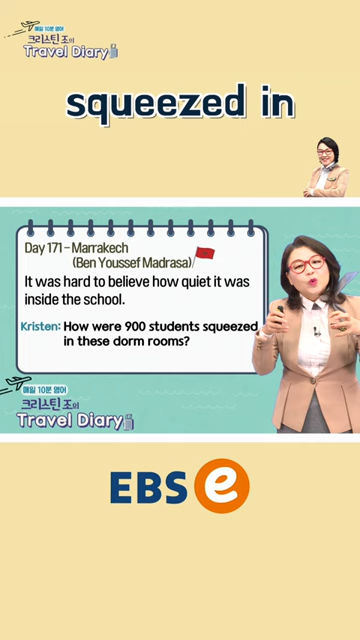 매일 10분 영어
크리스틴 조의
Travel Diary
squeezed in
Day 171 - Marrakech
(Ben Youssef Madrasa)/
It was hard to believe how quiet it was
inside the school.
Kristen: How were 900 students squeezed
in these dorm rooms?
매일 10분 영어
크리스틴 조의
Travel Diary
EBS e